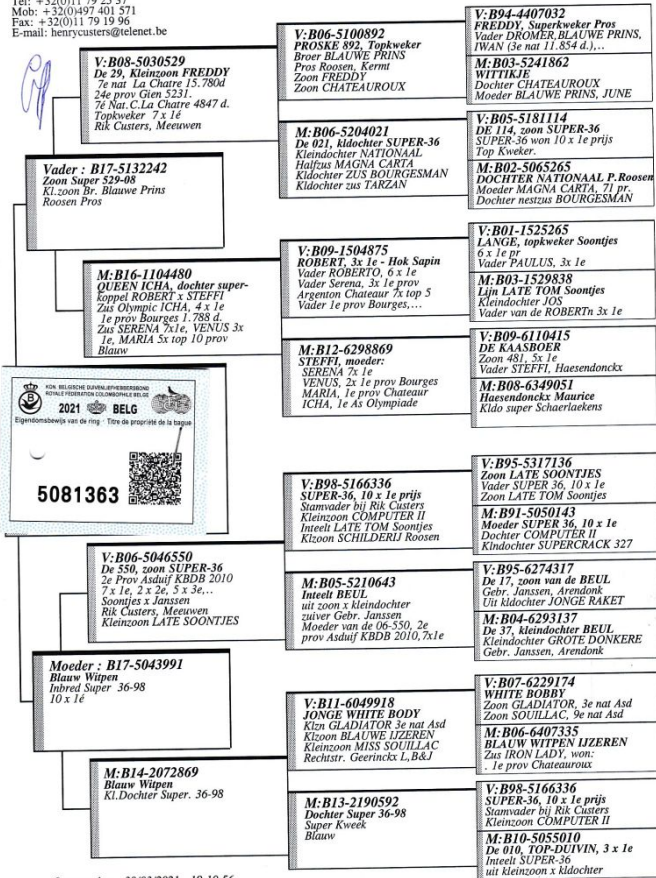 Tel: +32(0)11 79 25 37
Mob: +32(0)497 401 571
Fax: +32(0)11 79 19 96
E-mail: henrycusters@telenet.be
V:B08-5030529
De 29, Kleinzoon FREDDY
7e nat La Chatre 15.780d
24e prov Gien 5231.
7é Nat.C.La Chatre 4847 d.
Topkweker 7 x 1é
Rik Custers, Meeuwen
Vader : B17-5132242
Zoon Super 529-08
Kl.zoon Br. Blauwe Prins
Roosen Pros
M:B16-1104480
QUEEN ICHA, dochter super-
koppel ROBERT x STEFFI
Zus ICHA, 4 x 1e
1e prov Bourges 1.788 d.
Zus SERENA 7x1e, VENUS 3x
1e, MARIA 5x top 10 prov
Blauw
KON. BELGISCHE DUIVENLIEFHEBBERSBOND
ROYALE FÉDÉRATION COLOMBOPHILE BELGE
2021 BELG
Eigendomsbewijs van de ring - Titre de propriété de la bague
5081363
V:B06-5046550
De 550, zoon SUPER-36
2e Prov Asduif KBDB 2010
7 x 1e, 2 x 2e, 5 x 3e,..
Soontjes x Janssen
Rik Custers, Meeuwen
Kleinzoon LATE SOONTJES
Moeder : B17-5043991
Blauw Witpen
Inbred Super 36-98
10 x 1é
M:B14-2072869
Blauw Witpen
Kl.Dochter Super. 36-98
V:B06-5100892
PROSKE 892, Topkweker
Broer BLAUWE PRINS
Pros Roosen, Kermt
Zoon FREDDY
Zoon CHATEAUROUX
M:B06-5204021
De 021, kldochter SUPER-36
Kleindochter NATIONAAL
Halfzus MAGNA CARTA
Kldochter ZUS BOURGESMAN
Kldochter zus TARZAN
V:B09-1504875
ROBERT, 3x 1e - Hok Sapin
Vader ROBERTO, 6 x 1e
Vader Serena, 3x 1e prov
Argenton Chateaur 7x top 5
Vader 1e prov Bourges,...
M:B12-6298869
STEFFI, moeder:
SERENA 7x 1e
VENUS, 2x 1e prov Bourges
MARIA, 1e prov Chateaur
ICHA, 1e As Olympiade
V:B98-5166336
SUPER-36, 10 x 1e prijs
Stamvader bij Rik Custers
Kleinzoon COMPUTER II
Inteelt LATE TOM Soontjes
Klzoon SCHILDERIJ Roosen
M:B05-5210643
Inteelt BEUL
uit zoon x kleindochter
zuiver Gebr. Janssen
Moeder van de 06-550, 2e
prov Asduif KBDB 2010,7x1e
V:B11-6049918
JONGE WHITE BODY
Klzn GLADIATOR 3e nat Asd
Klzoon BLAUWE IJZEREN
Kleinzoon MISS SOUILLAC
Rechtstr. Geerinckx L,B&J
M:B13-2190592
Dochter Super 36-98
Super Kweek
Blauw
V:B94-4407032
FREDDY, Superkweker Pros
Vader DROMER,BLAUWE PRINS,
IWAN (3e nat 11.854 d.),..
M:B03-5241862
WITTIKJE
Dochter CHATEAUROUX
Moeder BLAUWE PRINS, JUNE
V:B05-5181114
DE 114, zoon SUPER-36
SUPER-36 won 10 x 1e prijs
Top Kweker.
M:B02-5065265
DOCHTER NATIONAAL P.Roosen
Moeder MAGNA CARTA, 71 pr.
Dochter nestzus BOURGESMAN
V:B01-1525265
LANGE, topkweker Soontjes
6 x 1e pr
Vader PAULUS, 3x 1e
M:B03-1529838
Lijn LATE TOM Soontjes
Kleindochter JOS
Vader van de ROBERTn 3x 1e
V:B09-6110415
DE KAASBOER
Zoon 481, 5x 1e
Vader STEFFI, Haesendonckx
M:B08-6349051
Haesendonckx Maurice
Kldo super Schaerlaekens
V:B95-5317136
Zoon LATE SOONTJES
Vader SUPER 36, 10 x 1e
Zoon LATE TOM Soontjes
M:B91-5050143
Moeder SUPER 36, 10 x 1e
Dochter COMPUTER II
Klndochter SUPERCRACK 327
V:B95-6274317
De 17, zoon van de BEUL
Gebr. Janssen, Arendonk
Uit kldochter JONGE RAKET
M:B04-6293137
De 37, kleindochter BEUL
Kleindochter GROTE DONKERE
Gebr. Janssen, Arendonk
V:B07-6229174
WHITE BOBBY
Zoon GLADIATOR, 3e nat Asd
Zoon SOUILLAC, 9e nat Asd
M:B06-6407335
BLAUW WITPEN IJZEREN
Zus IRON LADY, won:
. 1e prov Chateauroux
V:B98-5166336
SUPER-36, 10 x 1e prijs
Stamvader bij Rik Custers
Kleinzoon COMPUTER II
M:B10-5055010
De 010, TOP-DUIVIN, 3 x 1e
Inteelt SUPER-36
uit kleinzoon x kldochter